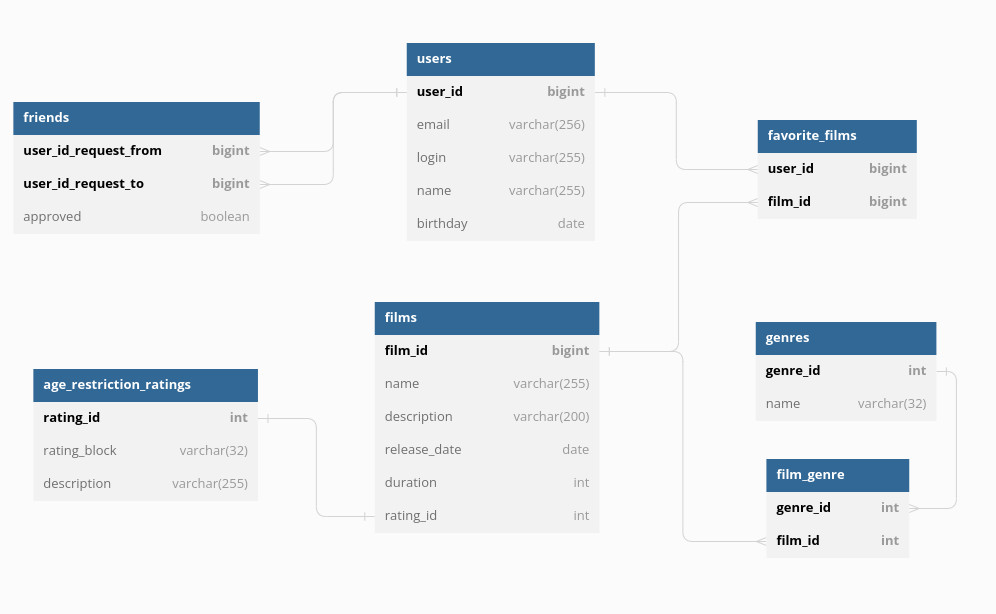 users
user_id bigint
email varchar(256)
login varchar(255)
name varchar(255)
birthday date
friends
user_id_request_from bigint
user_id_request_to bigint
approved boolean
favorite_films
user_id bigint
film_id bigint
films
film_id bigint
name varchar(255)
description varchar(200)
release_date date
duration int
rating_id int
age_restriction_ratings
rating_id int
rating_block varchar(32)
description varchar(255)
genres
genre_id int
name varchar(32)
film_genre
genre_id int
film_id int